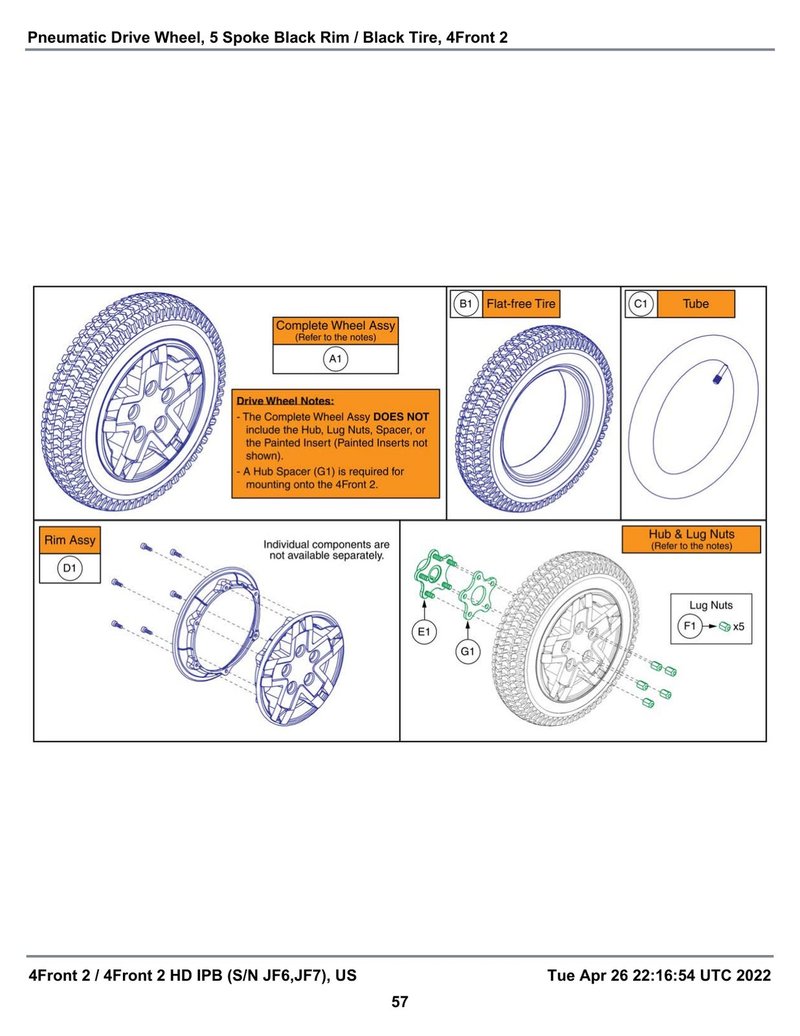 Pneumatic Drive Wheel, 5 Spoke Black Rim / Black Tire, 4Front 2
Complete Wheel Assy
(Refer to the notes)
A1
Drive Wheel Notes:
- The Complete Wheel Assy DOES NOT
include the Hub, Lug Nuts, Spacer, or
the Painted Insert (Painted Inserts not
shown).
- A Hub Spacer (G1) is required for
mounting onto the 4Front 2.
B1 Flat-free Tire
C1 Tube
Rim Assy
D1
Individual components are
not available separately.
Hub & Lug Nuts
(Refer to the notes)
E1
G1
Lug Nuts
F1 x5
4Front 2 / 4Front 2 HD IPB (S/N JF6,JF7), US
Tue Apr 26 22:16:54 UTC 2022
57